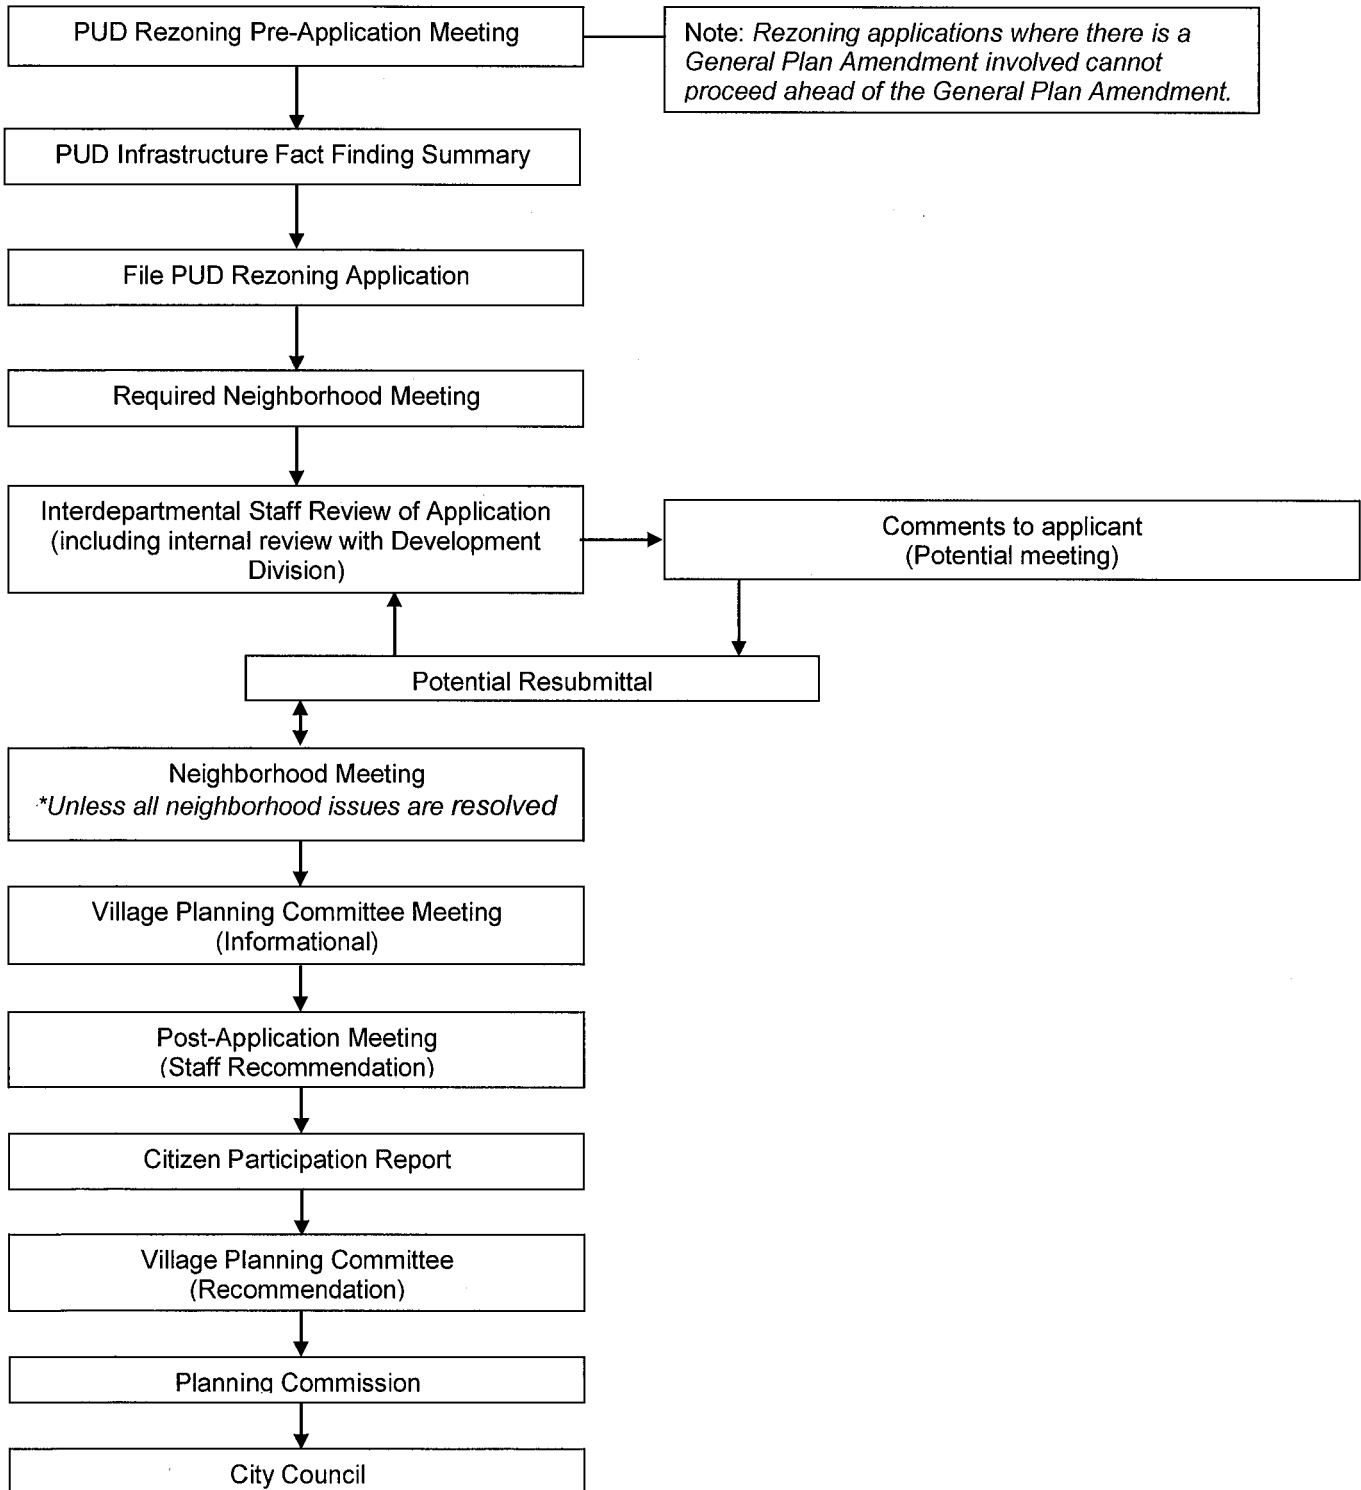 PUD Rezoning Pre-Application Meeting
Note: Rezoning applications where there is a
General Plan Amendment involved cannot
proceed ahead of the General Plan Amendment.
PUD Infrastructure Fact Finding Summary
File PUD Rezoning Application
Required Neighborhood Meeting
Interdepartmental Staff Review of Application
(including internal review with Development
Division)
Comments to applicant
(Potential meeting)
Potential Resubmittal
Neighborhood Meeting
*Unless all neighborhood issues are resolved
Village Planning Committee Meeting
(Informational)
Post-Application Meeting
(Staff Recommendation)
Citizen Participation Report
Village Planning Committee
(Recommendation)
Planning Commission
City Council